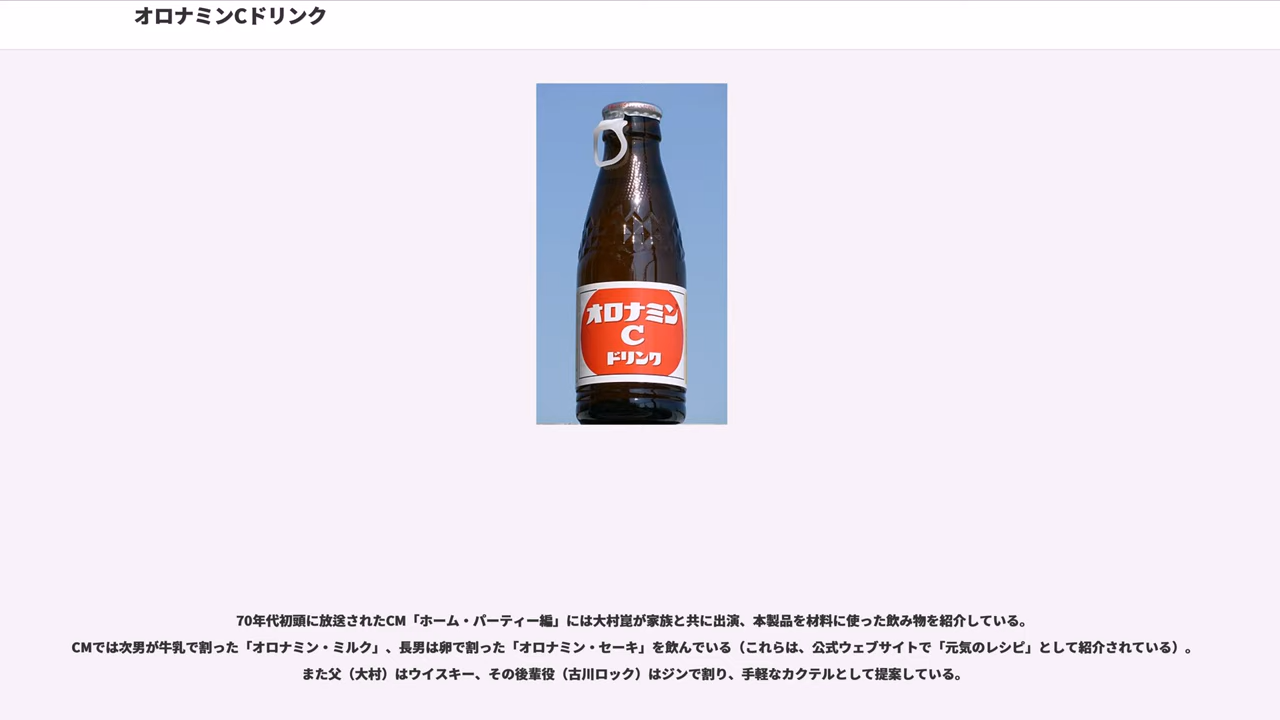 オロナミンCドリンク
オロナミン
C
ドリンク
70年代初頭に放送されたCM「ホーム・パーティー編」には大村崑が家族と共に出演、本製品を材料に使った飲み物を紹介している。
CMでは次男が牛乳で割った「オロナミン・ミルク」、長男は卵で割った「オロナミン・セーキ」を飲んでいる（これらは、公式ウェブサイトで「元気のレシピ」として紹介されている）。
また父（大村）はウイスキー、その後輩役（古川ロック）はジンで割り、手軽なカクテルとして提案している。